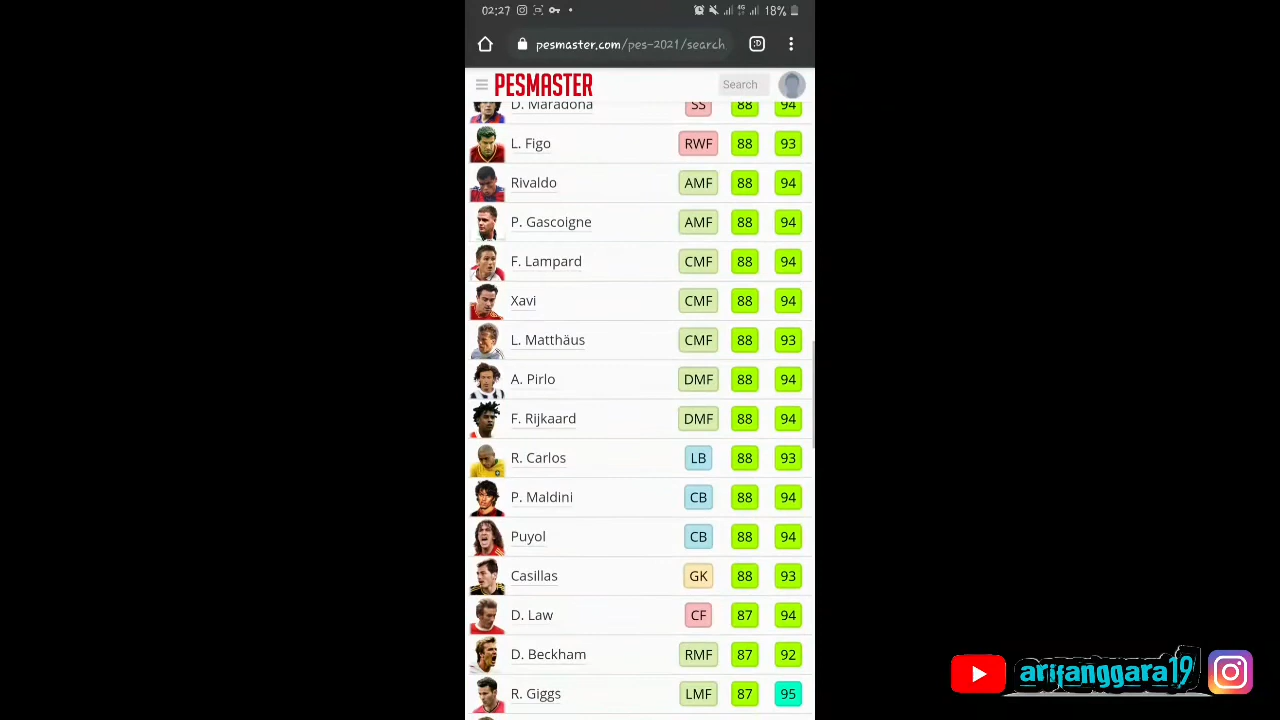 02:27 4G 18%
pesmaster.com/pes-2021/search
PESMASTER Search
D. Maradona SS 88 94
L. Figo RWF 88 93
Rivaldo AMF 88 94
P. Gascoigne AMF 88 94
F. Lampard CMF 88 94
Xavi CMF 88 94
L. Matthäus CMF 88 93
A. Pirlo DMF 88 94
F. Rijkaard DMF 88 94
R. Carlos LB 88 93
P. Maldini CB 88 94
Puyol CB 88 94
Casillas GK 88 93
D. Law CF 87 94
D. Beckham RMF 87 92
R. Giggs LMF 87 95
arifanggara19